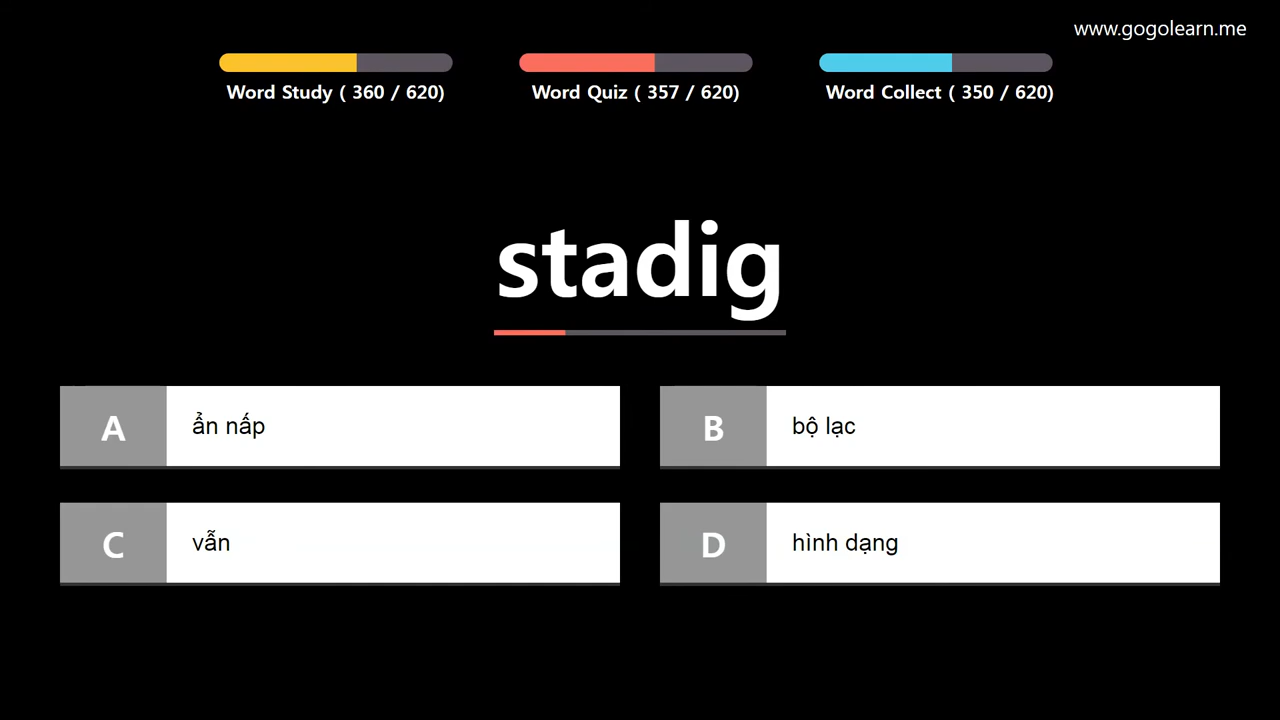 www.gogolearn.me
Word Study ( 360 / 620)
Word Quiz ( 357 / 620)
Word Collect ( 350 / 620)
stadig
A ẩn nấp
B bộ lạc
C vẫn
D hình dạng